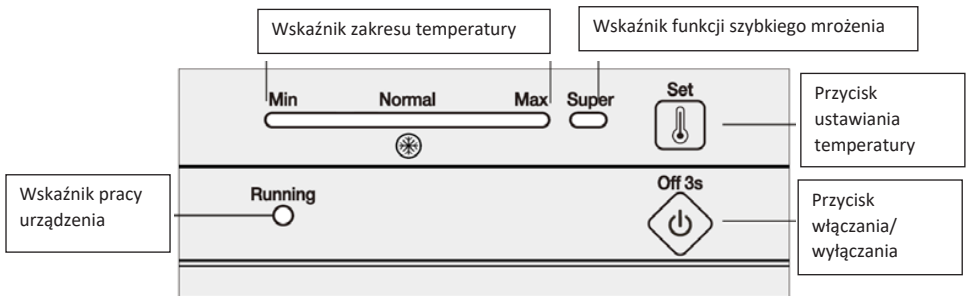 Wskaźnik zakresu temperatury
Wskaźnik funkcji szybkiego mrożenia
Min Normal Max Super Set
Przycisk
ustawiania
temperatury
Wskaźnik pracy
urządzenia
Running
Off 3s
Przycisk
włączania/
wyłączania